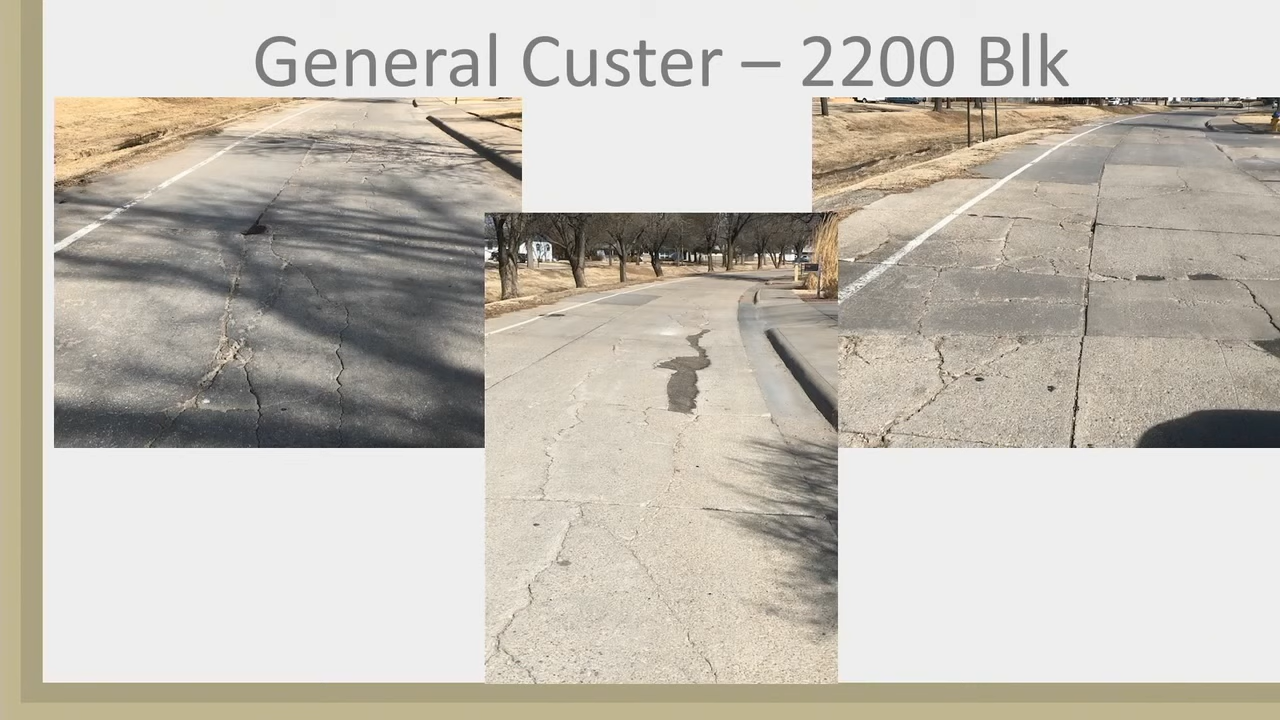 General Custer – 2200 Blk